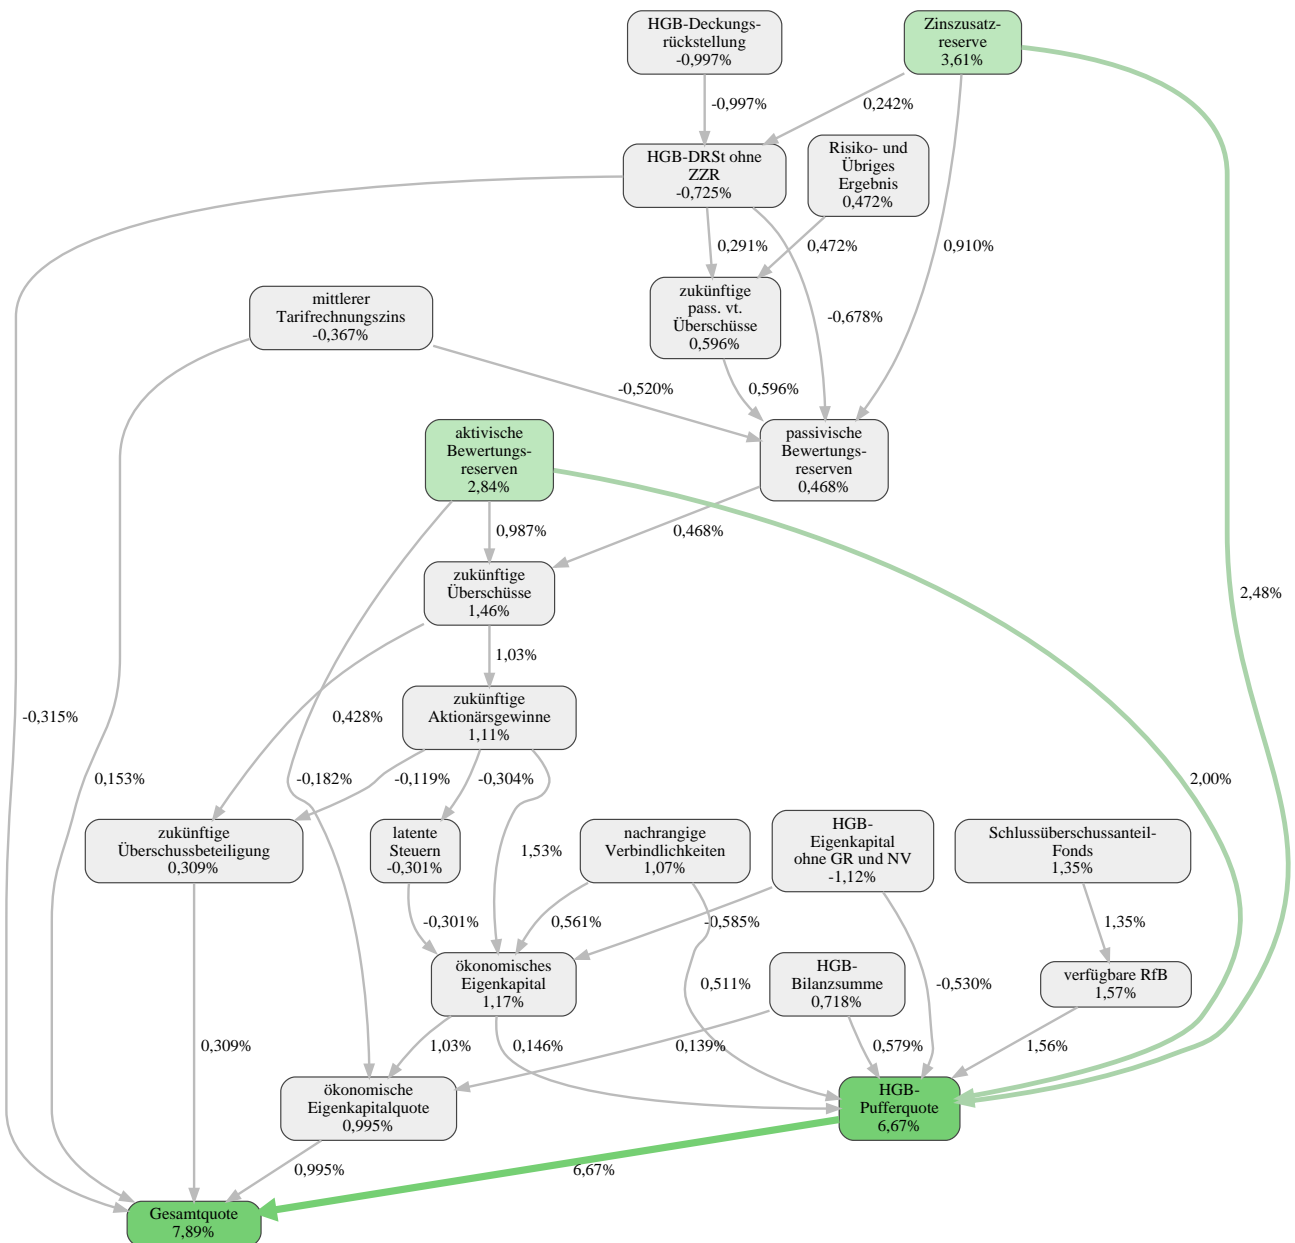 HGB-Deckungs-
rückstellung
-0,997%
Zinszusatz-
reserve
3,61%
-0,997%
0,242%
HGB-DRSt ohne
ZZR
-0,725%
Risiko- und
Übriges
Ergebnis
0,472%
0,291%
0,472%
0,910%
mittlerer
Tarifrechnungszins
-0,367%
zukünftige
pass. vt.
Überschüsse
0,596%
-0,678%
-0,520%
0,596%
aktivische
Bewertungs-
reserven
2,84%
passivische
Bewertungs-
reserven
0,468%
0,987%
0,468%
zukünftige
Überschüsse
1,46%
2,48%
1,03%
zukünftige
Aktionärsgewinne
1,11%
-0,315%
0,428%
0,153%
-0,182%
-0,119%
-0,304%
2,00%
zukünftige
Überschussbeteiligung
0,309%
latente
Steuern
-0,301%
nachrangige
Verbindlichkeiten
1,07%
HGB-
Eigenkapital
ohne GR und NV
-1,12%
Schlussüberschussanteil-
Fonds
1,35%
1,53%
-0,301%
0,561%
-0,585%
1,35%
ökonomisches
Eigenkapital
1,17%
HGB-
Bilanzsumme
0,718%
verfügbare RfB
1,57%
0,511%
-0,530%
0,309%
1,03%
0,146%
0,139%
0,579%
1,56%
ökonomische
Eigenkapitalquote
0,995%
HGB-
Pufferquote
6,67%
0,995%
6,67%
Gesamtquote
7,89%